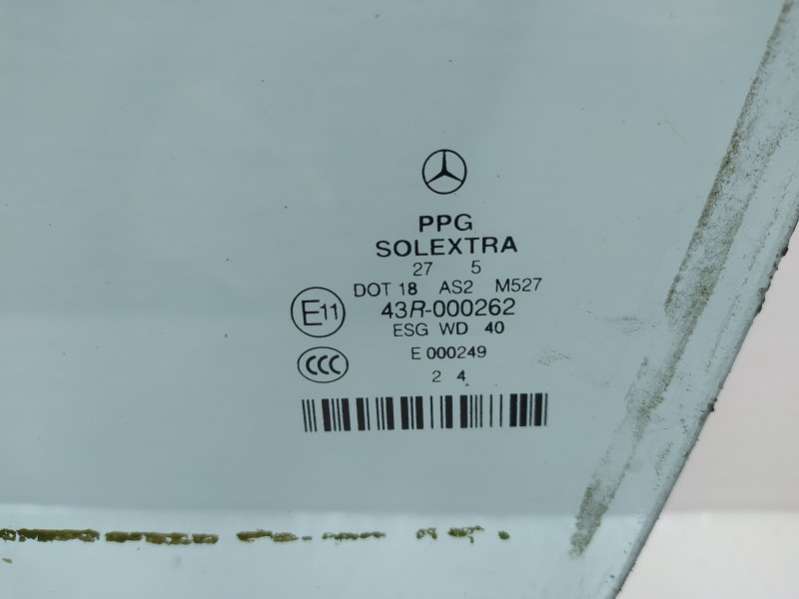 PPG
SOLEXTRA
27 5
DOT 18 AS2 M527
E11 43R-000262
ESG WD 40
CCC E 000249
2 4